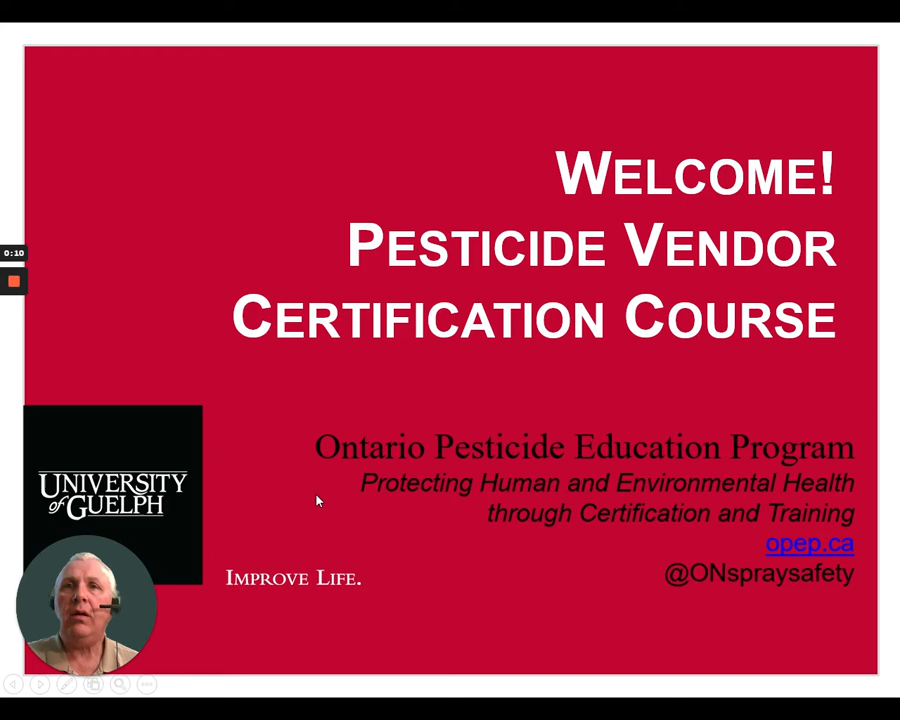 WELCOME!
PESTICIDE VENDOR
CERTIFICATION COURSE
0:10
UNIVERSITY
of GUELPH
Ontario Pesticide Education Program
Protecting Human and Environmental Health
through Certification and Training
opep.ca
@ONspraysafety
IMPROVE LIFE.